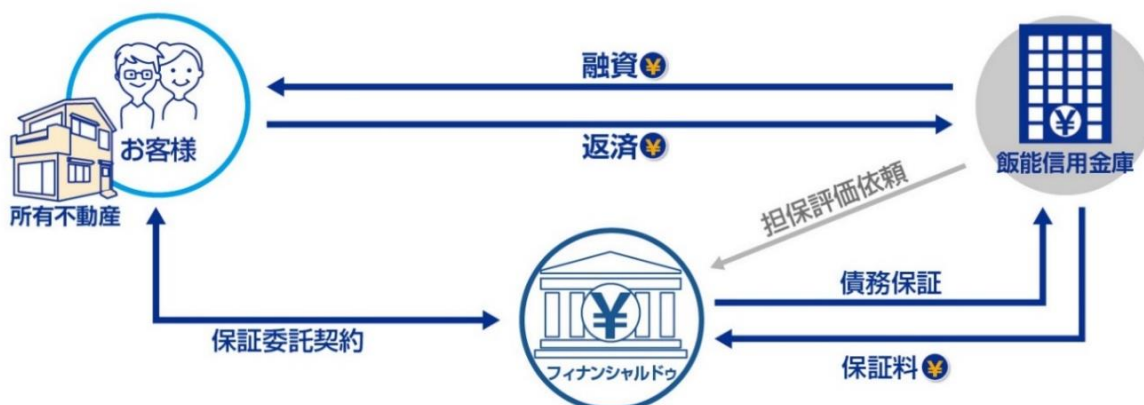 融資¥
返済¥
お客様
所有不動産
¥
飯能信用金庫
担保評価依頼
保証委託契約
¥
フィナンシャルドゥ
債務保証
保証料¥